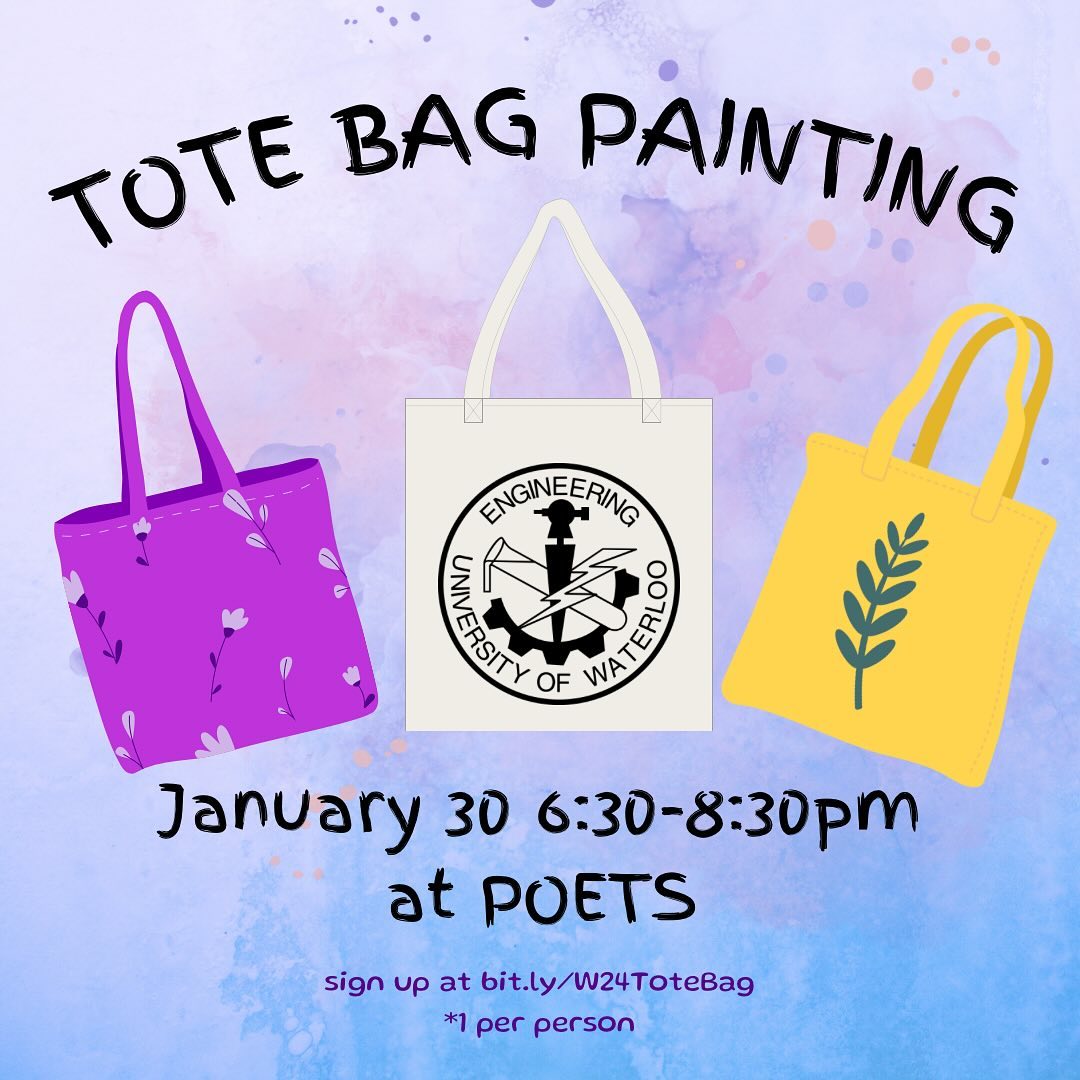 TOTE BAG PAINTING
ENGINEERING
UNIVERSITY OF WATERLOO
January 30 6:30-8:30pm
at POETS
sign up at bit.ly/W24ToteBag
*1 per person